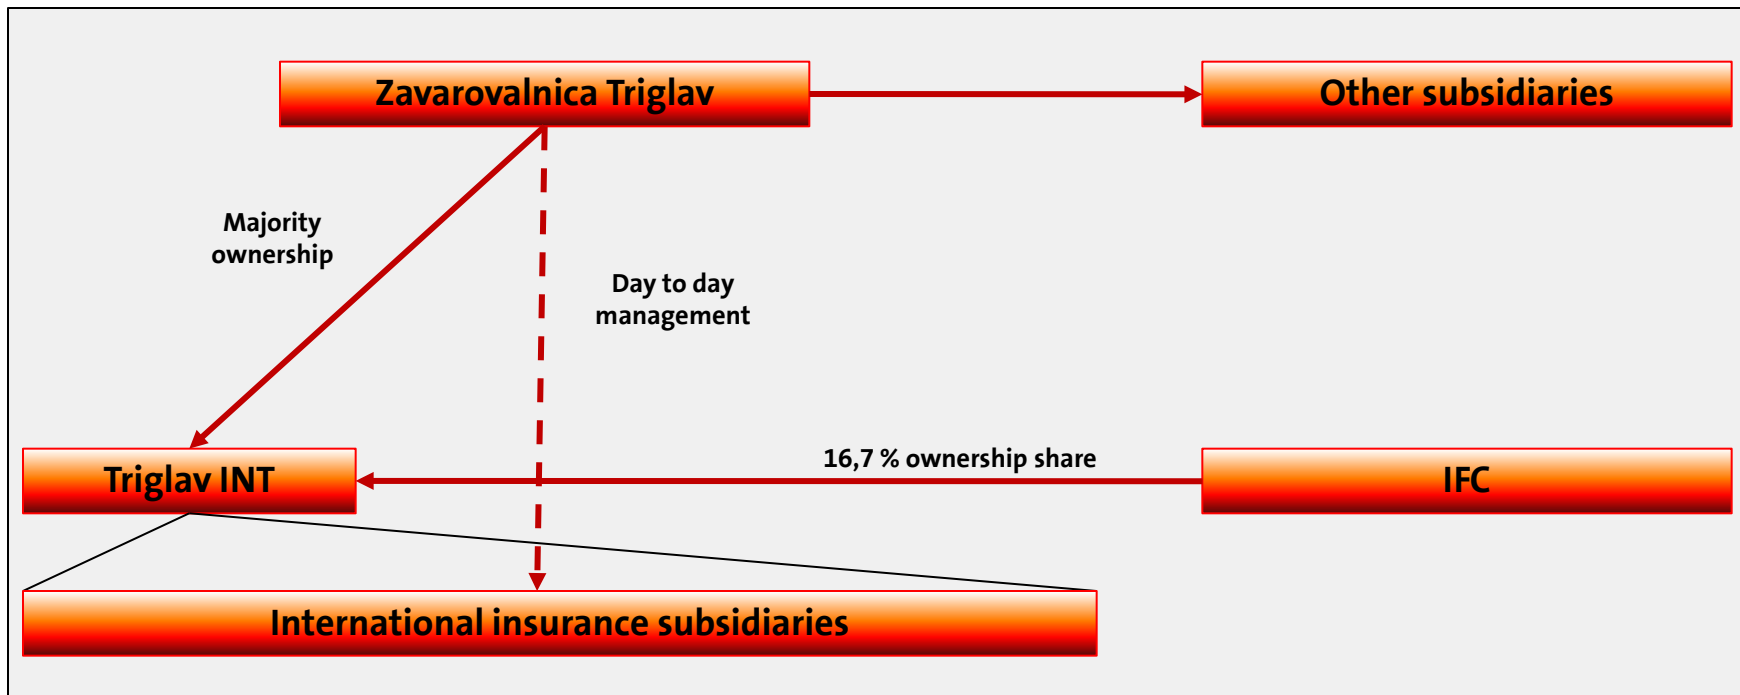 Zavarovalnica Triglav
Other subsidiaries
Majority
ownership
Day to day
management
16,7 % ownership share
Triglav INT
IFC
International insurance subsidiaries